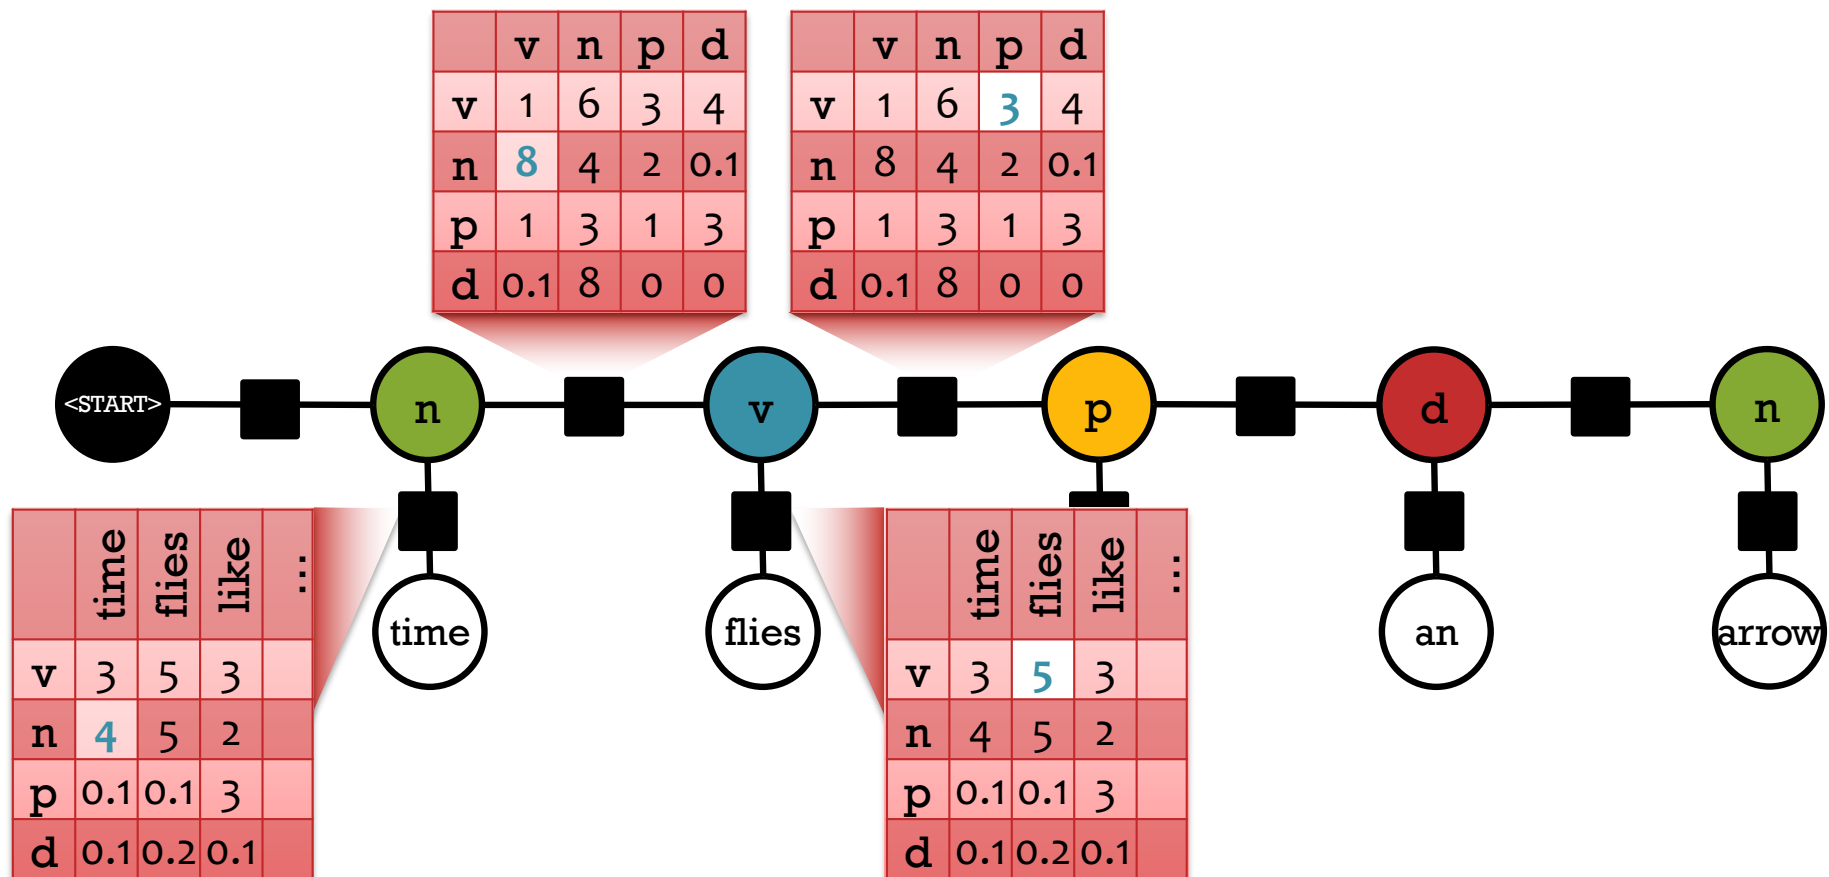 v n p d
v 1 6 3 4
n 8 4 2 0.1
p 1 3 1 3
d 0.1 8 0 0
v n p d
v 1 6 3 4
n 8 4 2 0.1
p 1 3 1 3
d 0.1 8 0 0
<START> n v p d n
time flies like ...
v 3 5 3
n 4 5 2
p 0.1 0.1 3
d 0.1 0.2 0.1
time flies
time flies like ...
v 3 5 3
n 4 5 2
p 0.1 0.1 3
d 0.1 0.2 0.1
an arrow